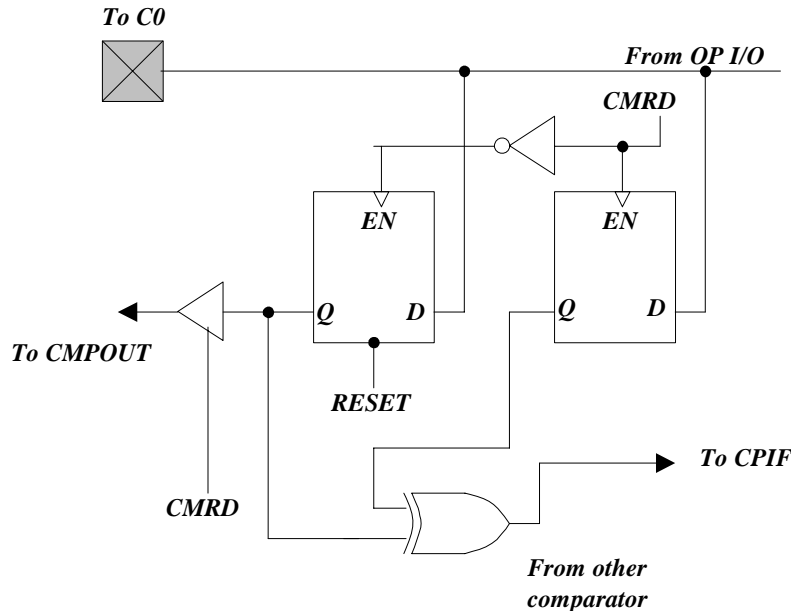 To C0
From OP I/O
CMRD
EN
EN
Q
D
Q
D
To CMPOUT
RESET
To CPIF
CMRD
From other
comparator